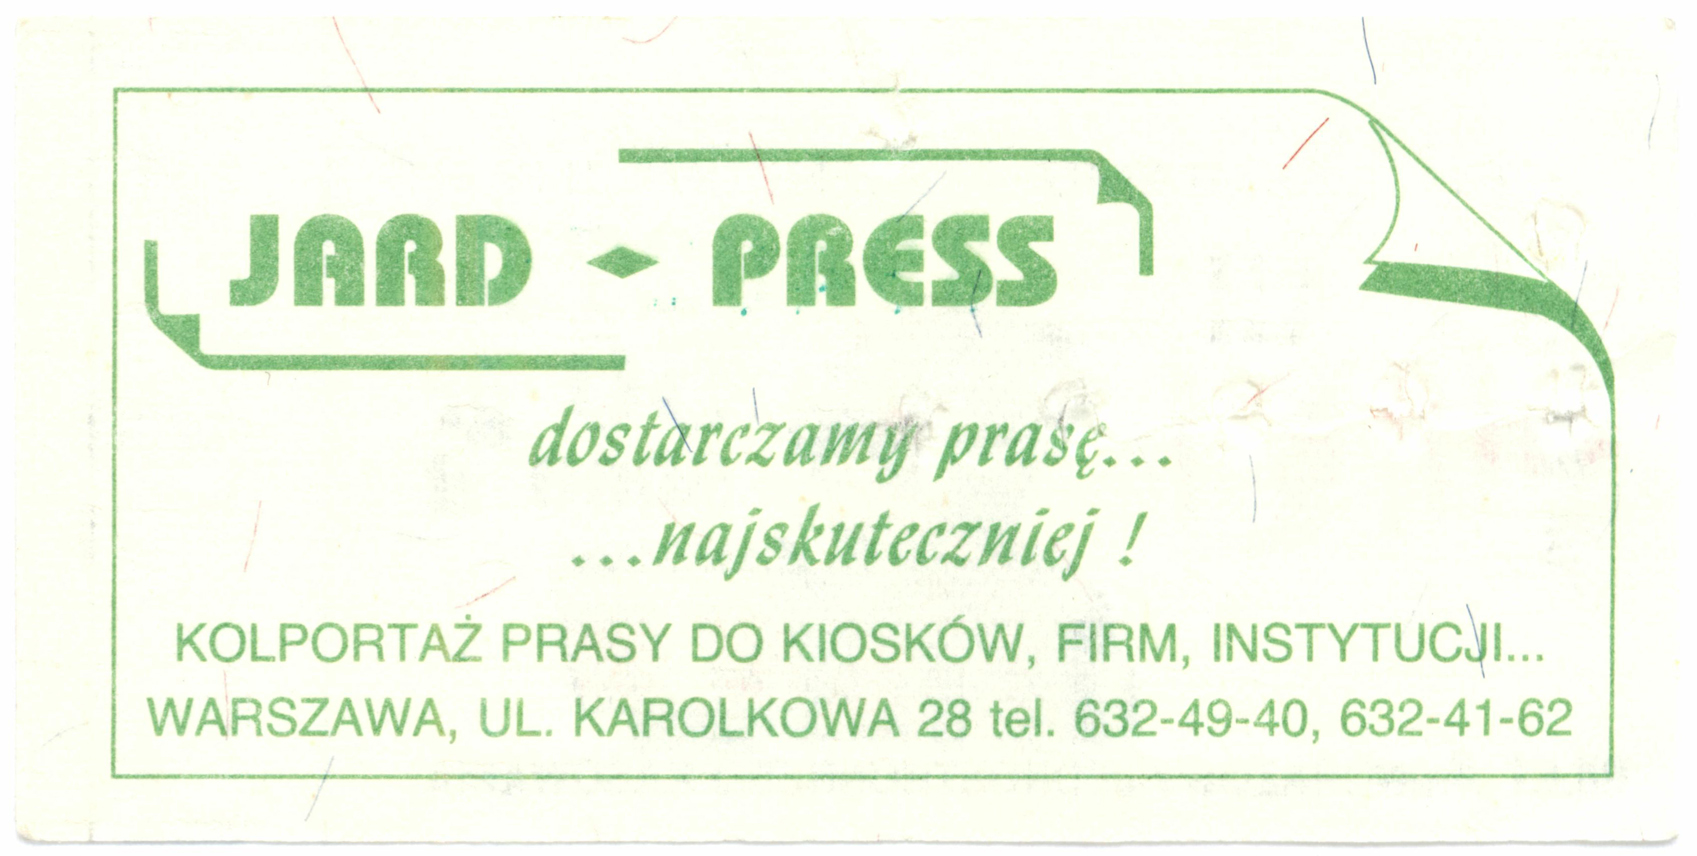 JARD - PRESS
dostarczamy prasę...
...najskuteczniej !
KOLPORTAŻ PRASY DO KIOSKÓW, FIRM, INSTYTUCJI...
WARSZAWA, UL. KAROLKOWA 28 tel. 632-49-40, 632-41-62